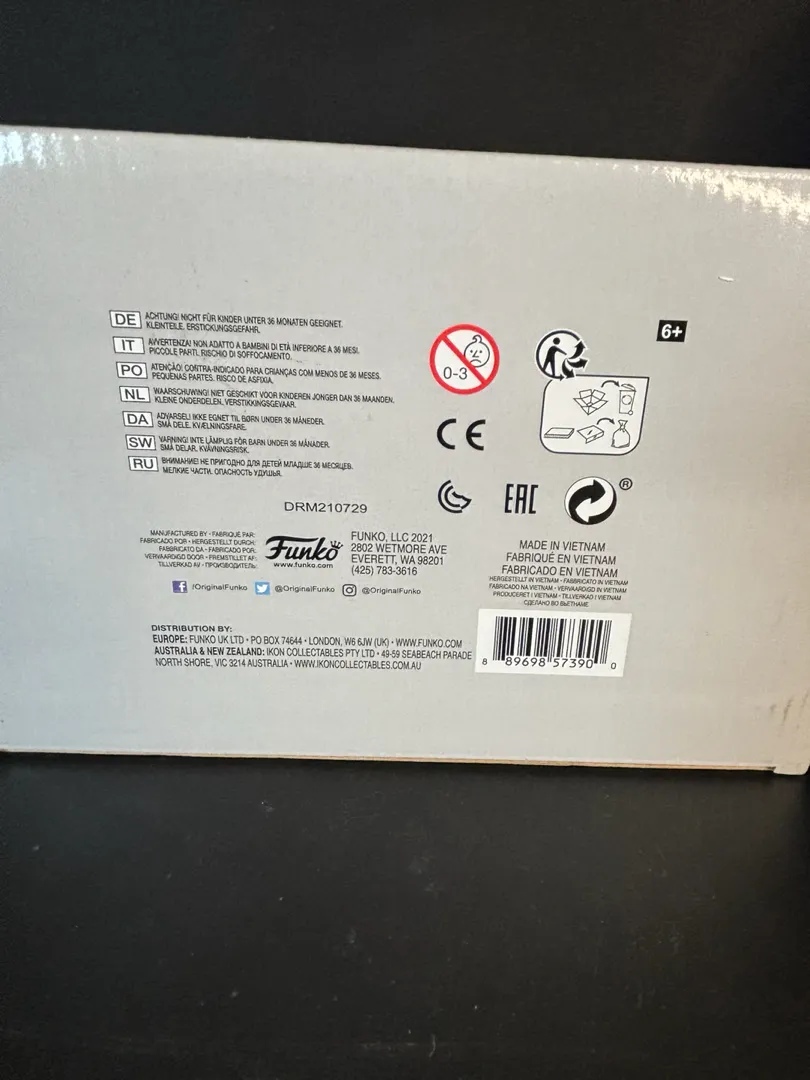 6+
DE ACHTUNG! NICHT FÜR KINDER UNTER 36 MONATEN GEEIGNET.
KLEINTEILE. ERSTICKUNGSGEFAHR.
IT AVVERTENZA! NON ADATTO A BAMBINI DI ETÀ INFERIORE A 36 MESI.
PICCOLE PARTI. RISCHIO DI SOFFOCAMENTO.
PO ATENÇÃO! CONTRA-INDICADO PARA CRIANÇAS COM MENOS DE 36 MESES.
PEQUENAS PARTES. RISCO DE ASFIXIA.
NL WAARSCHUWING! NIET GESCHIKT VOOR KINDEREN JONGER DAN 36 MAANDEN.
KLEINE ONDERDELEN. VERSTIKKINGSGEVAAR.
DA ADVARSEL! IKKE EGNET TIL BØRN UNDER 36 MÅNEDER.
SMÅ DELE. KVÆLNINGSFARE.
SW VARNING! INTE LÄMPLIG FÖR BARN UNDER 36 MÅNADER.
SMÅ DELAR. KVÄVNINGSRISK.
RU ВНИМАНИЕ! НЕ ПРИГОДНО ДЛЯ ДЕТЕЙ МЛАДШЕ 36 МЕСЯЦЕВ.
МЕЛКИЕ ЧАСТИ. ОПАСНОСТЬ УДУШЬЯ.
0-3
CE
EAC
®
DRM210729
MANUFACTURED BY • FABRIQUÉ PAR:
FABRICADO POR • HERGESTELLT DURCH:
FABBRICATO DA • FABRICADO POR:
VERVAARDIGD DOOR • FREMSTILLET AF:
TILLVERKAD AV • ПРОИЗВОДИТЕЛЬ:
Funko
www.funko.com
FUNKO, LLC 2021
2802 WETMORE AVE
EVERETT, WA 98201
(425) 783-3616
/OriginalFunko @OriginalFunko @OriginalFunko
MADE IN VIETNAM
FABRIQUÉ EN VIETNAM
FABRICADO EN VIETNAM
HERGESTELLT IN VIETNAM • FABBRICATO IN VIETNAM
FABRICADO NA VIETNAM • VERVAARDIGD IN VIETNAM
PRODUCERET I VIETNAM • TILLVERKAD I VIETNAM
СДЕЛАНО ВО ВЬЕТНАМЕ
DISTRIBUTION BY:
EUROPE: FUNKO UK LTD • PO BOX 74644 • LONDON, W6 6JW (UK) • WWW.FUNKO.COM
AUSTRALIA & NEW ZEALAND: IKON COLLECTABLES PTY LTD • 49-59 SEABEACH PARADE
NORTH SHORE, VIC 3214 AUSTRALIA • WWW.IKONCOLLECTABLES.COM.AU
8 89698 57390 0